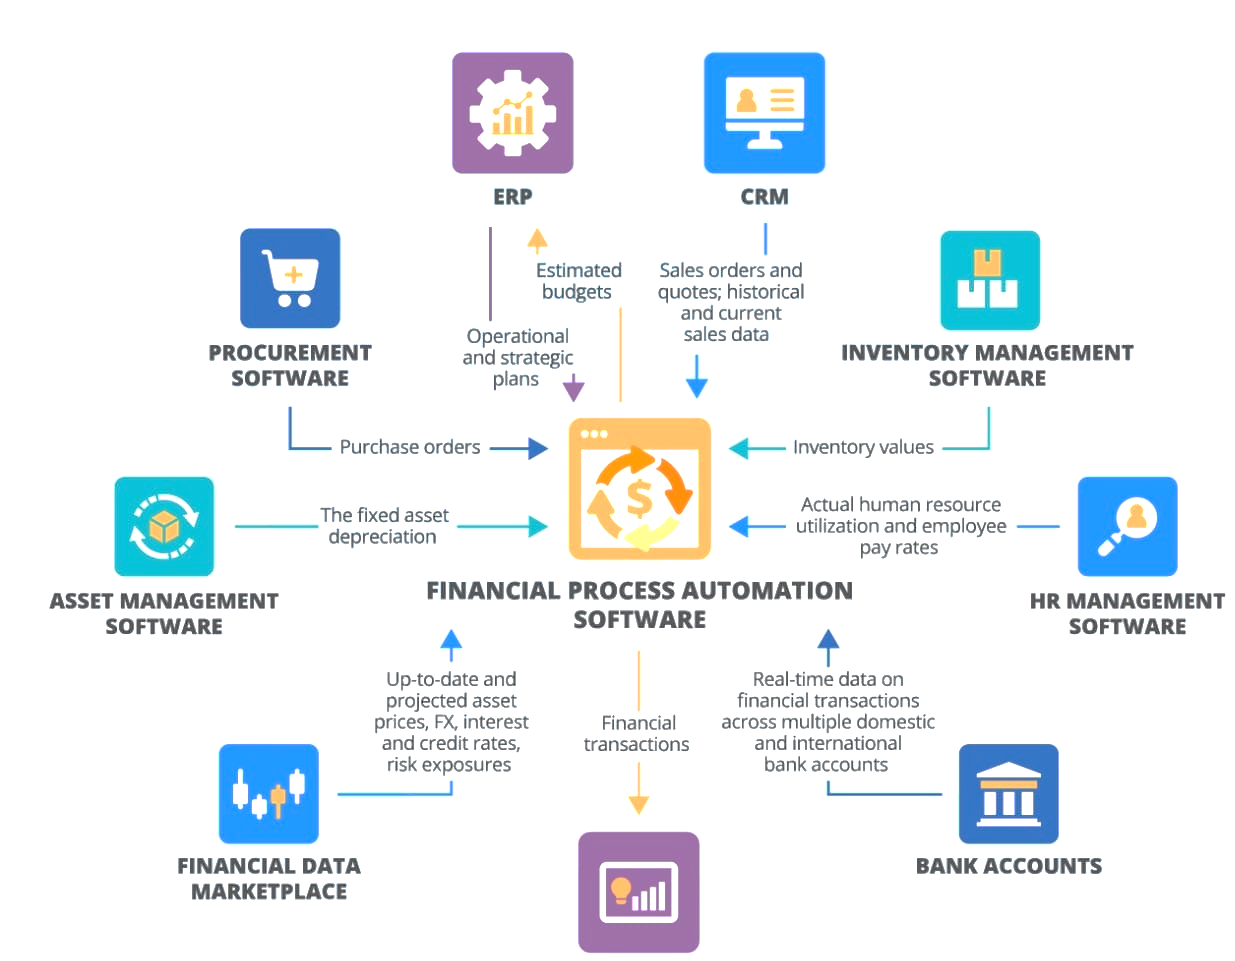 ERP
CRM
PROCUREMENT
SOFTWARE
INVENTORY MANAGEMENT
SOFTWARE
Estimated
budgets
Operational
and strategic
plans
Sales orders and
quotes; historical
and current
sales data
Purchase orders
Inventory values
$
The fixed asset
depreciation
Actual human resource
utilization and employee
pay rates
ASSET MANAGEMENT
SOFTWARE
FINANCIAL PROCESS AUTOMATION
SOFTWARE
HR MANAGEMENT
SOFTWARE
Up-to-date and
projected asset
prices, FX, interest
and credit rates,
risk exposures
Financial
transactions
Real-time data on
financial transactions
across multiple domestic
and international
bank accounts
FINANCIAL DATA
MARKETPLACE
BANK ACCOUNTS